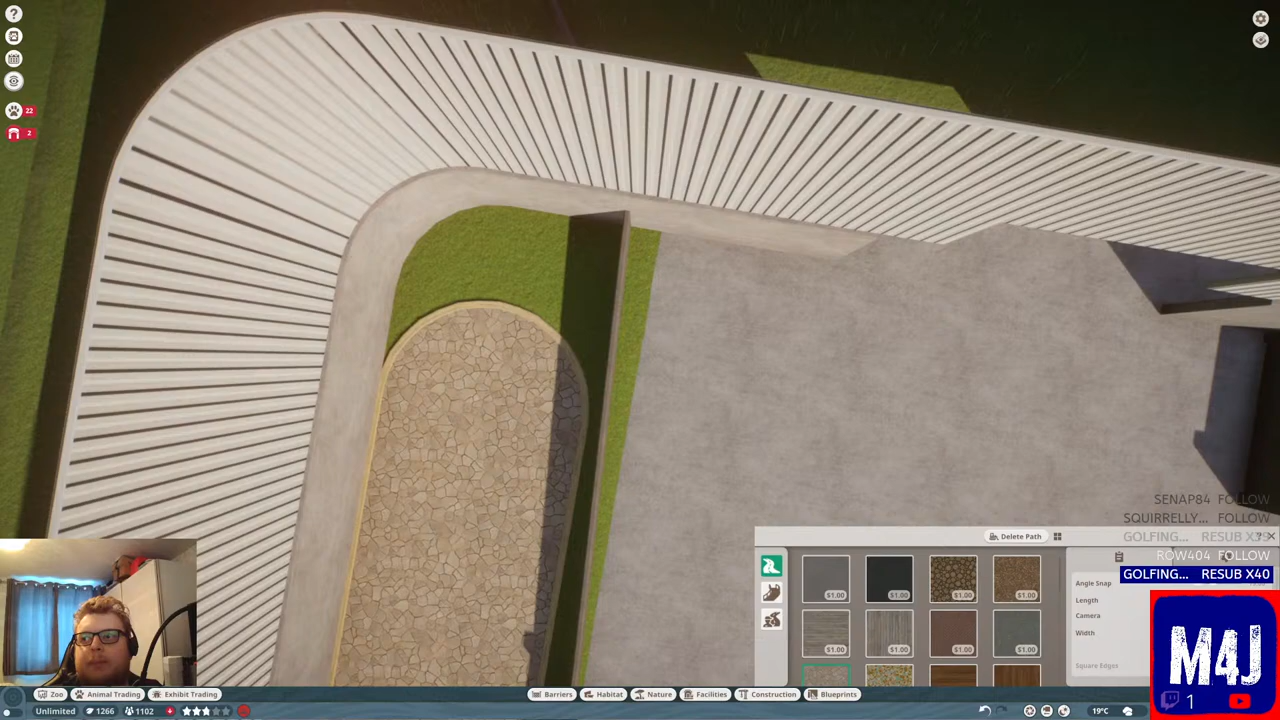 ?
22
2
Delete Path
? ×
$1.00 $1.00 $1.00 $1.00
$1.00 $1.00 $1.00 $1.00
Angle Snap
Length
Camera
Width
Square Edges
SENAP84 FOLLOW
SQUIRRELLY... FOLLOW
GOLFING... RESUB X39
ROW404 FOLLOW
GOLFING... RESUB X40
M4J
1
Zoo Animal Trading Exhibit Trading
Barriers Habitat Nature Facilities Construction Blueprints
Unlimited 1266 1102
19°C